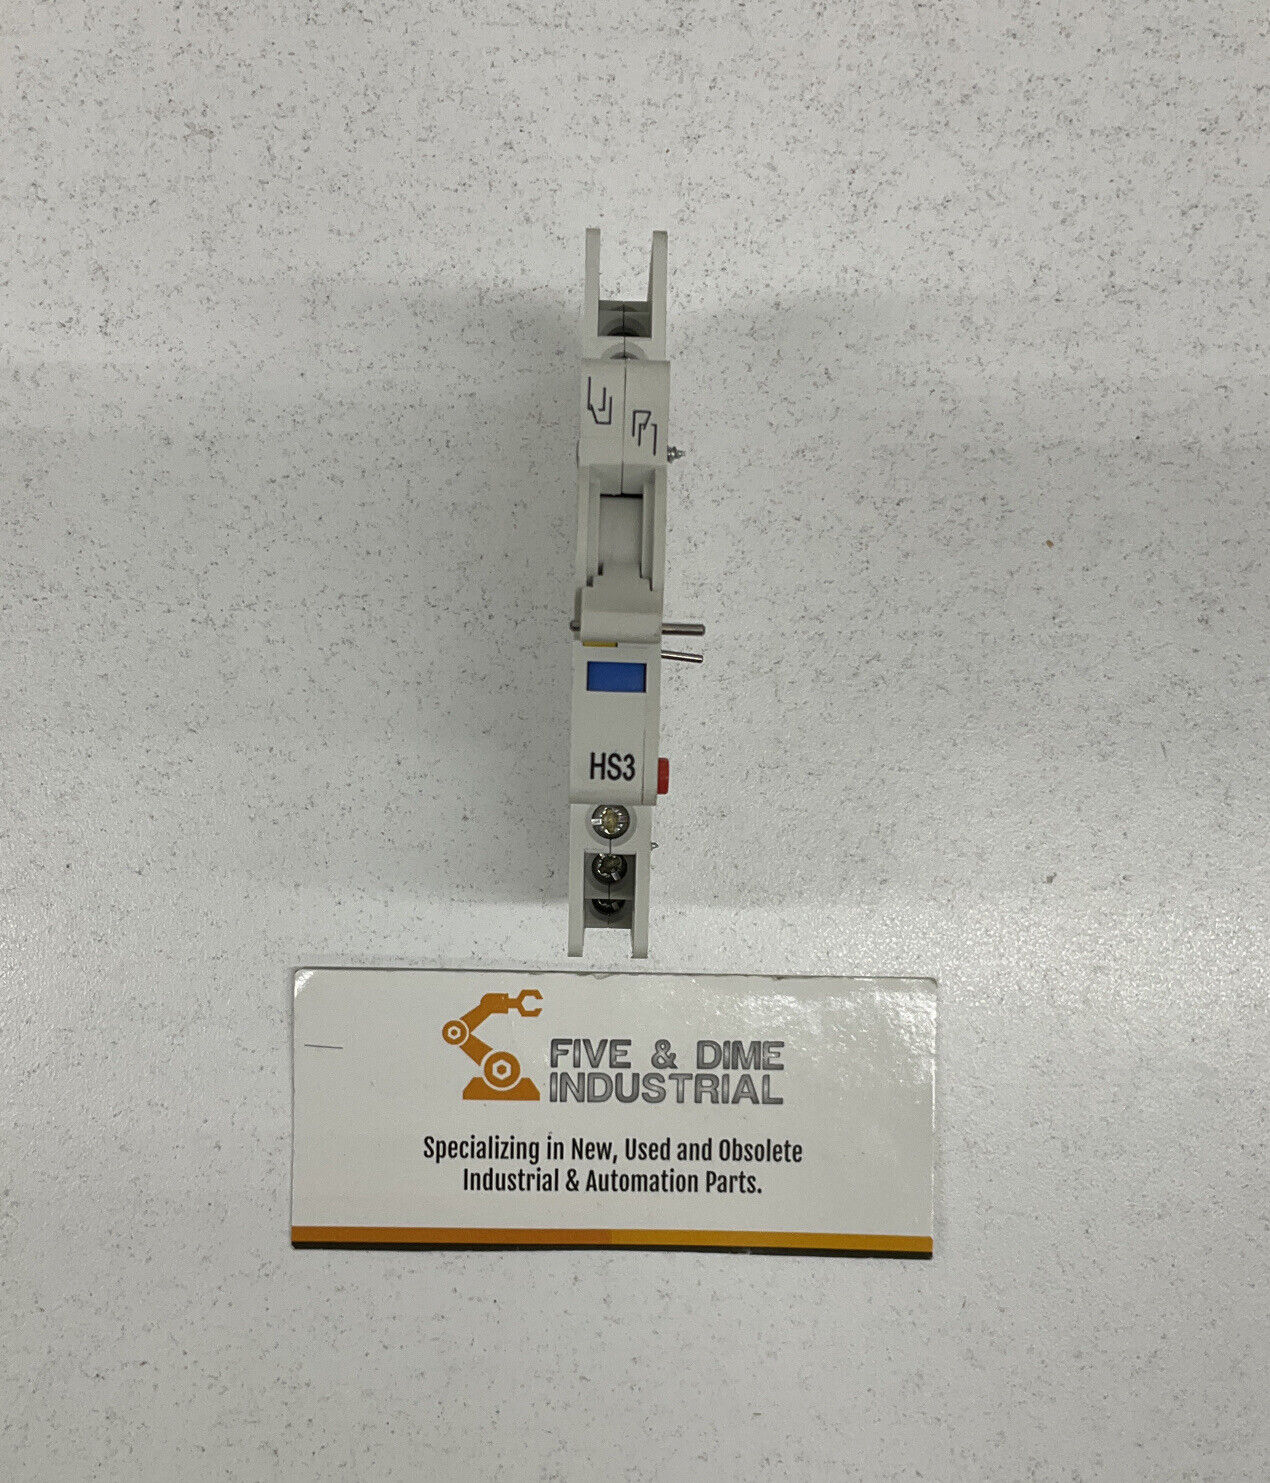 HS3
FIVE & DIME
INDUSTRIAL
Specializing in New, Used and Obsolete
Industrial & Automation Parts.